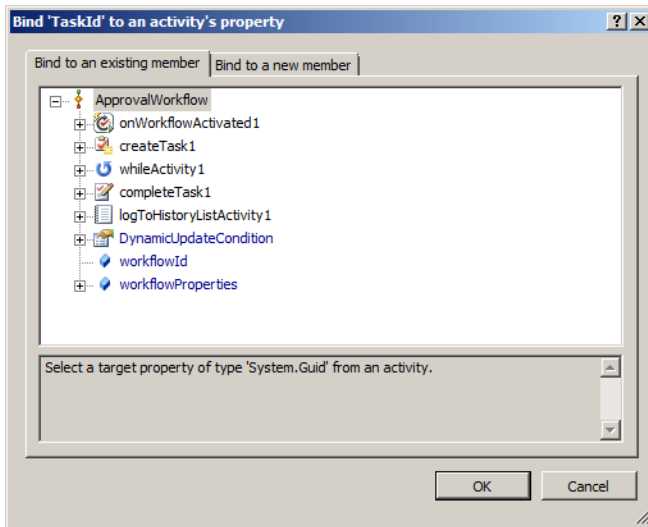 Bind 'TaskId' to an activity's property
Bind to an existing member Bind to a new member
ApprovalWorkflow
onWorkflowActivated1
createTask1
whileActivity1
completeTask1
logToHistoryListActivity1
DynamicUpdateCondition
workflowId
workflowProperties
Select a target property of type 'System.Guid' from an activity.
OK Cancel